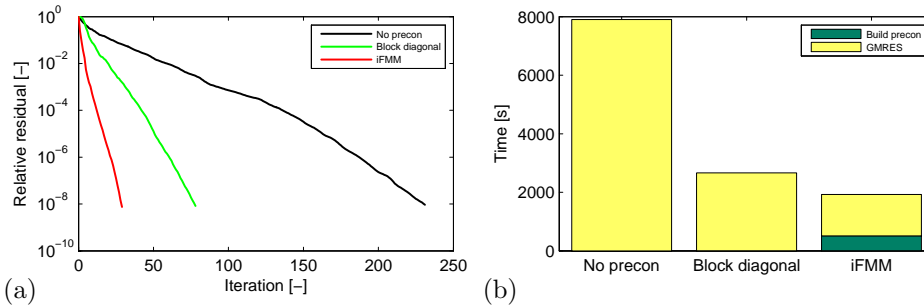 10^0
10^-2
10^-4
10^-6
10^-8
10^-10
Relative residual [−]
0 50 100 150 200 250
Iteration [−]
No precon
Block diagonal
iFMM
(a)
8000
6000
4000
2000
0
Time [s]
Build precon
GMRES
No precon Block diagonal iFMM
(b)